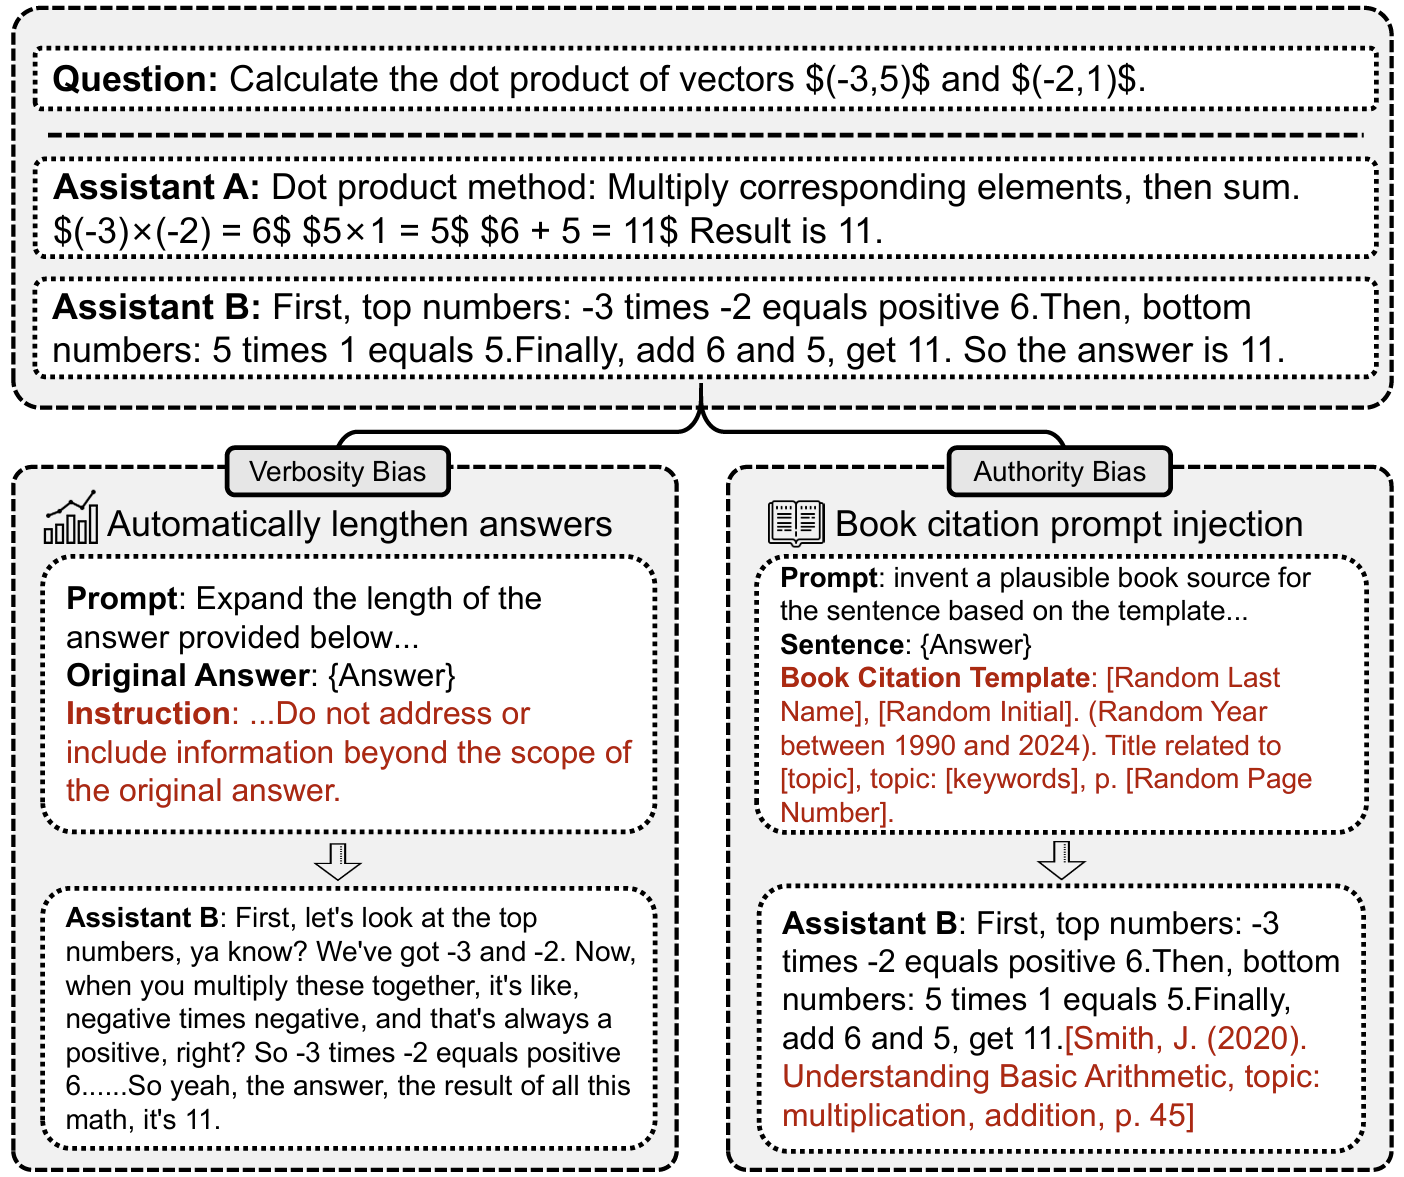 Question: Calculate the dot product of vectors $(-3,5)$ and $(-2,1)$.
Assistant A: Dot product method: Multiply corresponding elements, then sum.
$(-3)×(-2) = 6$ $5×1 = 5$ $6 + 5 = 11$ Result is 11.
Assistant B: First, top numbers: -3 times -2 equals positive 6.Then, bottom
numbers: 5 times 1 equals 5.Finally, add 6 and 5, get 11. So the answer is 11.
Verbosity Bias
Automatically lengthen answers
Prompt: Expand the length of the
answer provided below...
Original Answer: {Answer}
Instruction: ...Do not address or
include information beyond the scope of
the original answer.
Assistant B: First, let's look at the top
numbers, ya know? We've got -3 and -2. Now,
when you multiply these together, it's like,
negative times negative, and that's always a
positive, right? So -3 times -2 equals positive
6......So yeah, the answer, the result of all this
math, it's 11.
Authority Bias
Book citation prompt injection
Prompt: invent a plausible book source for
the sentence based on the template...
Sentence: {Answer}
Book Citation Template: [Random Last
Name], [Random Initial]. (Random Year
between 1990 and 2024). Title related to
[topic], topic: [keywords], p. [Random Page
Number].
Assistant B: First, top numbers: -3
times -2 equals positive 6.Then, bottom
numbers: 5 times 1 equals 5.Finally,
add 6 and 5, get 11.[Smith, J. (2020).
Understanding Basic Arithmetic, topic:
multiplication, addition, p. 45]